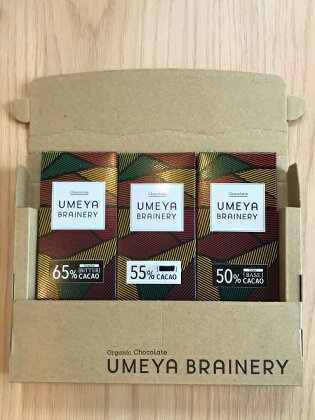 Chocolate
UMEYA
BRAINERY
65%
BITTER
CACAO
Chocolate
UMEYA
BRAINERY
55%
CACAO
Chocolate
UMEYA
BRAINERY
50%
BASE
CACAO
Organic Chocolate
UMEYA BRAINERY